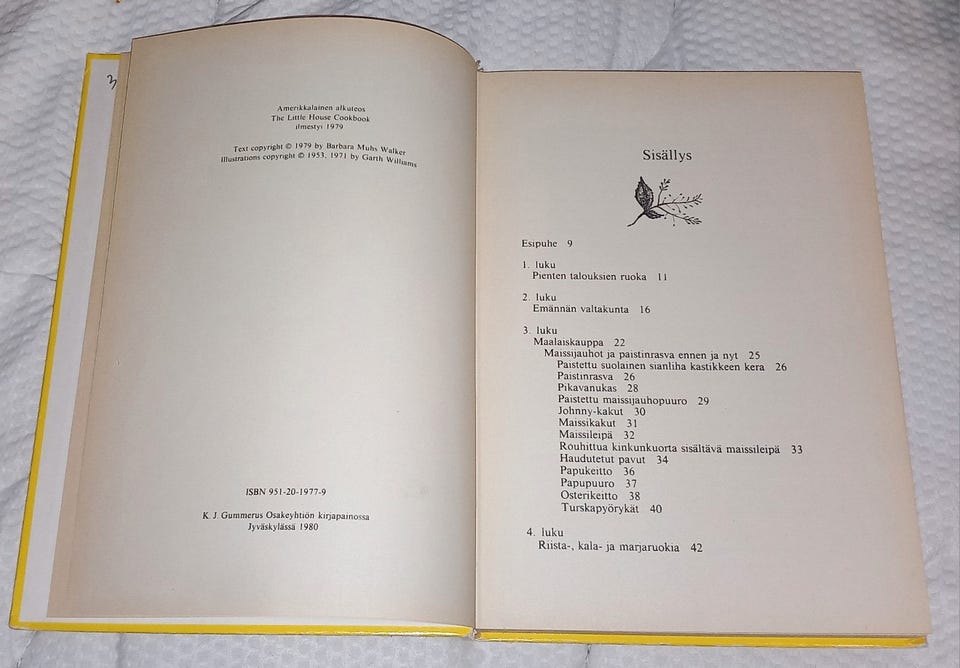 Amerikkalainen alkuteos
The Little House Cookbook
ilmestyi 1979
Text copyright © 1979 by Barbara Muhs Walker
Illustrations copyright © 1953, 1971 by Garth Williams
ISBN 951-20-1977-9
K. J. Gummerus Osakeyhtiön kirjapainossa
Jyväskylässä 1980
Sisällys
Esipuhe 9
1. luku
Pienten talouksien ruoka 11
2. luku
Emännän valtakunta 16
3. luku
Maalaiskauppa 22
Maissijauhot ja paistinrasva ennen ja nyt 25
Paistettu suolainen sianliha kastikkeen kera 26
Paistinrasva 26
Pikavanukas 28
Paistettu maissijauhopuuro 29
Johnny-kakut 30
Maissikakut 31
Maissileipä 32
Rouhittua kinkunkuorta sisältävä maissileipä 33
Haudutetut pavut 34
Papukeitto 36
Papupuuro 37
Osterikeitto 38
Turskapyörykät 40
4. luku
Riista-, kala- ja marjaruokia 42